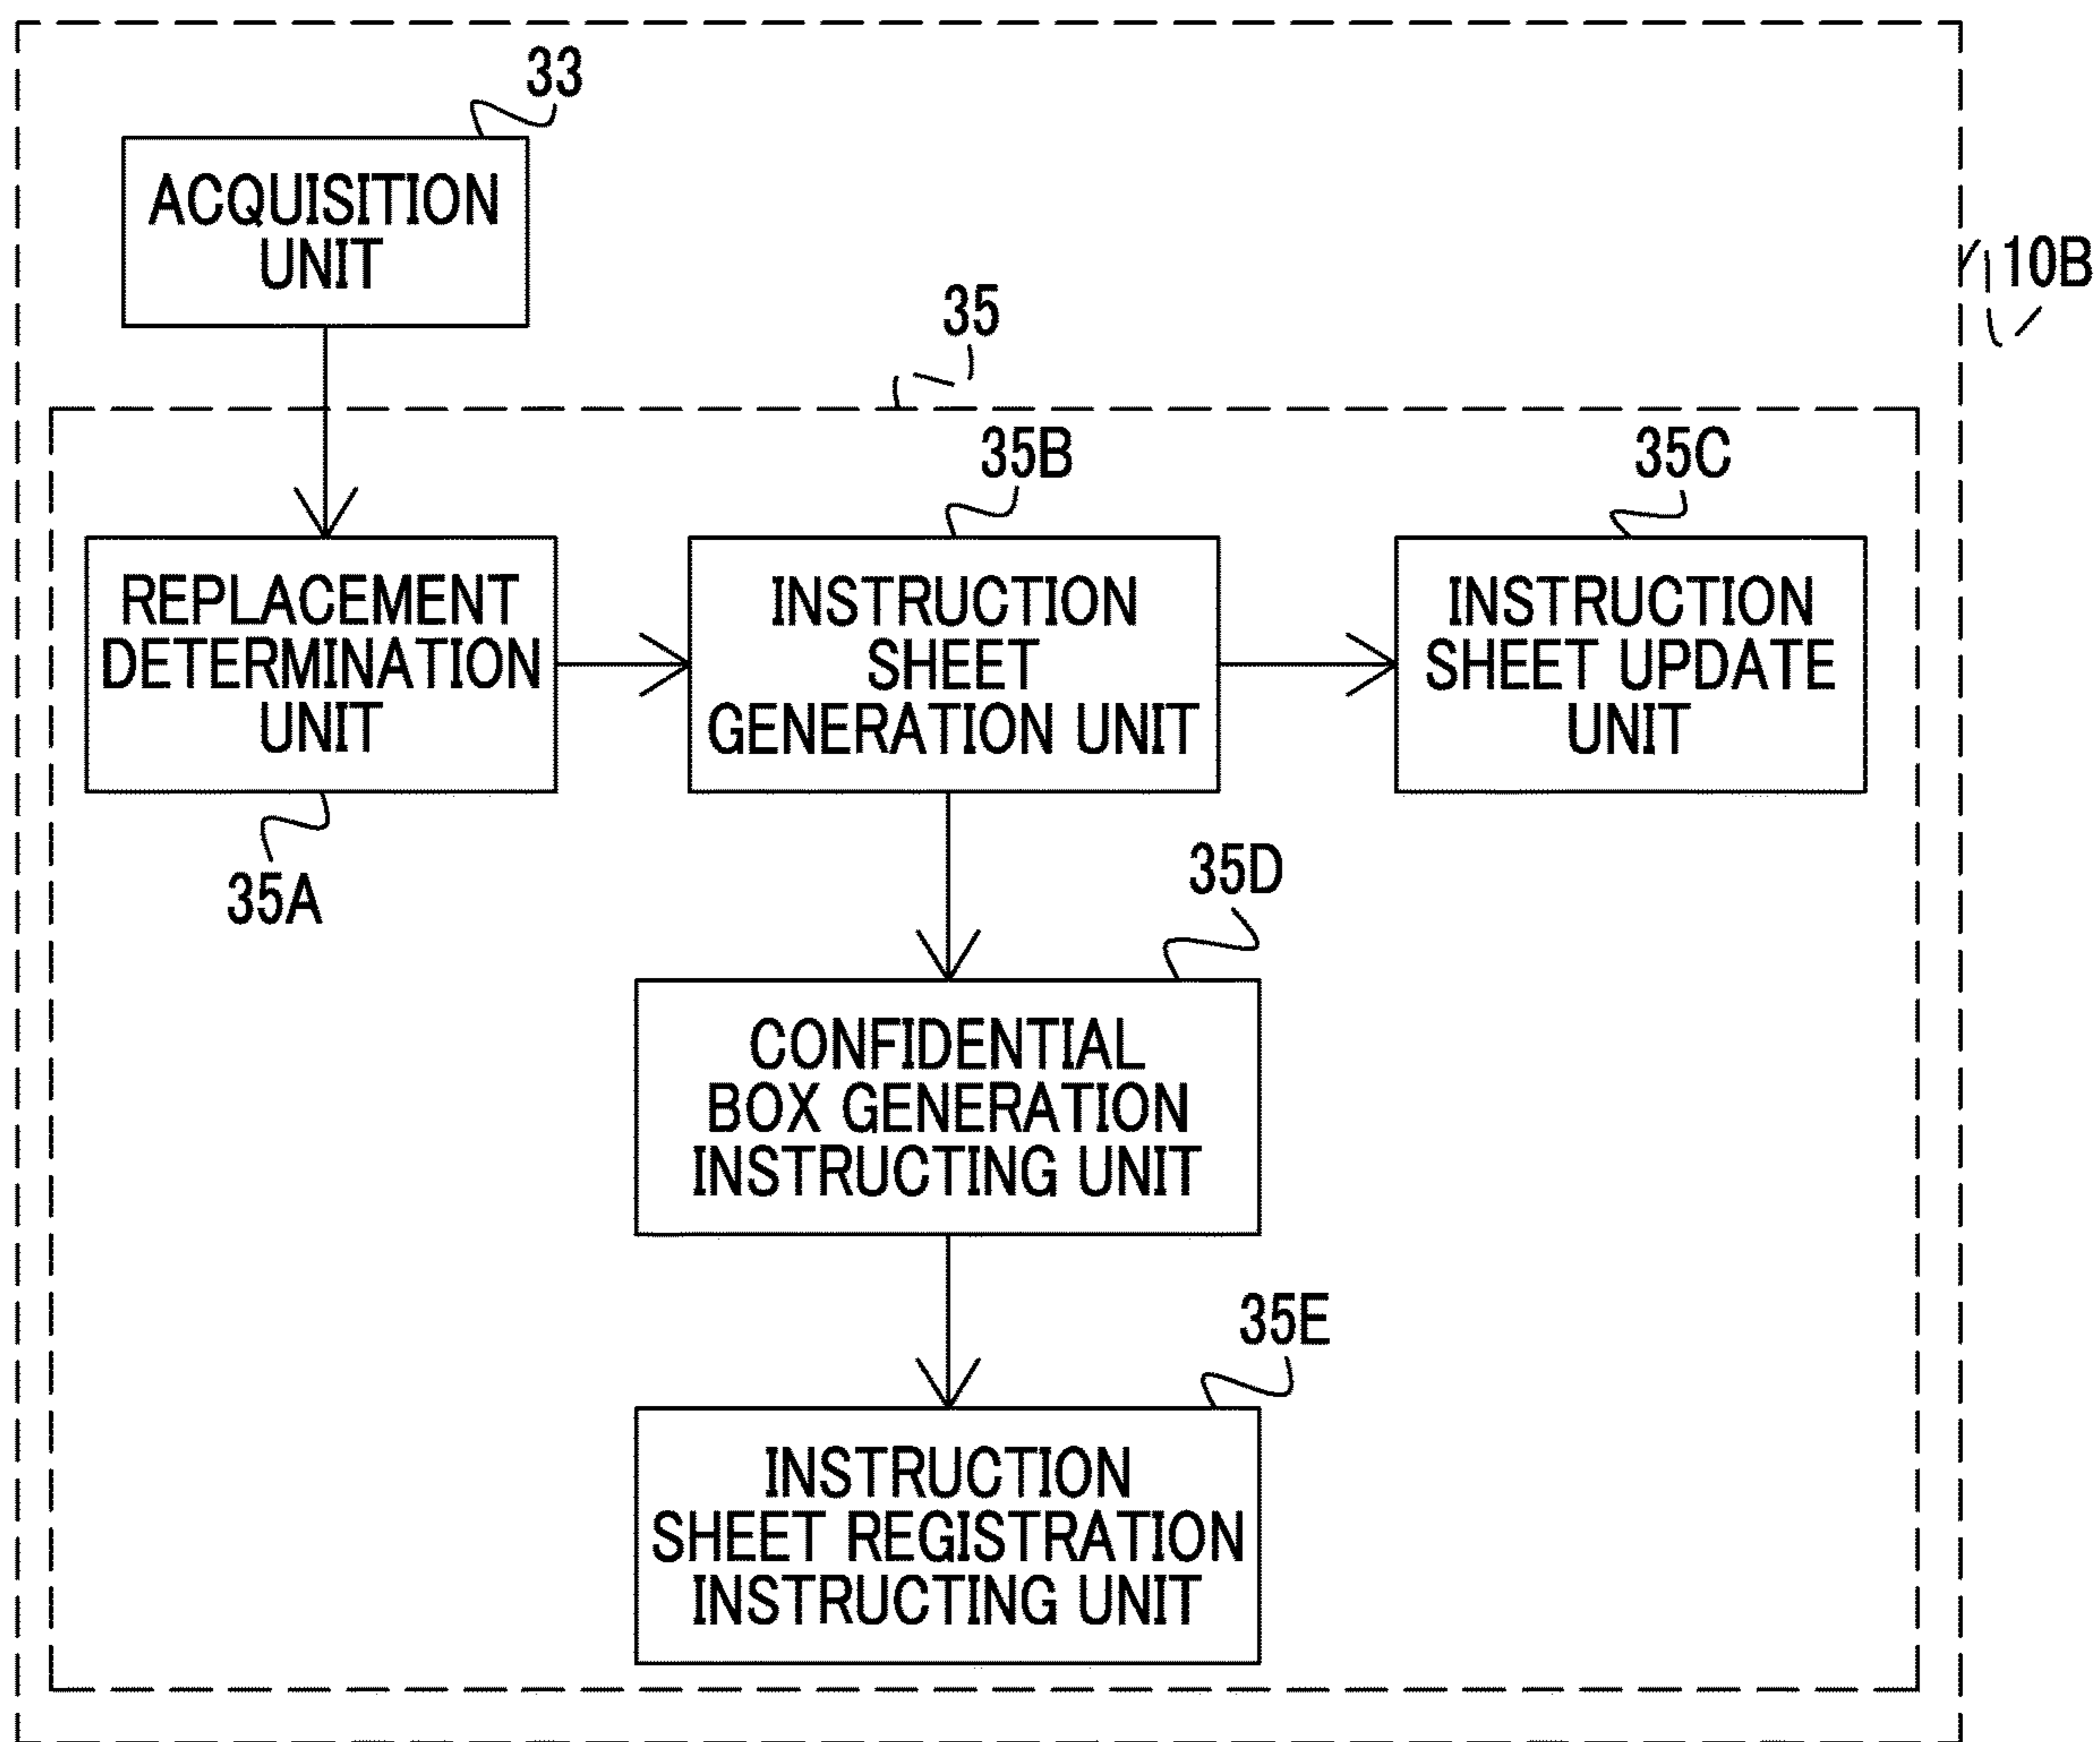 33
ACQUISITION
UNIT
10B
35
35B
35C
REPLACEMENT
DETERMINATION
UNIT
INSTRUCTION
SHEET
GENERATION UNIT
INSTRUCTION
SHEET UPDATE
UNIT
35A
35D
CONFIDENTIAL
BOX GENERATION
INSTRUCTING UNIT
35E
INSTRUCTION
SHEET REGISTRATION
INSTRUCTING UNIT